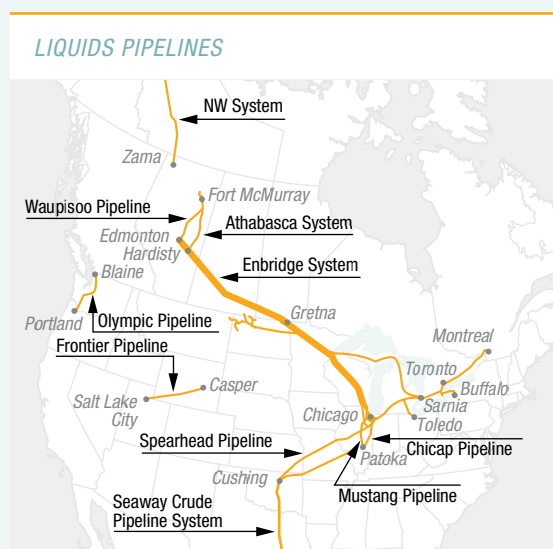 LIQUIDS PIPELINES
NW System
Zama
Fort McMurray
Waupisoo Pipeline
Athabasca System
Edmonton
Hardisty
Enbridge System
Blaine
Gretna
Portland
Olympic Pipeline
Montreal
Frontier Pipeline
Toronto
Casper
Buffalo
Salt Lake
City
Sarnia
Chicago
Toledo
Spearhead Pipeline
Chicap Pipeline
Patoka
Cushing
Mustang Pipeline
Seaway Crude
Pipeline System